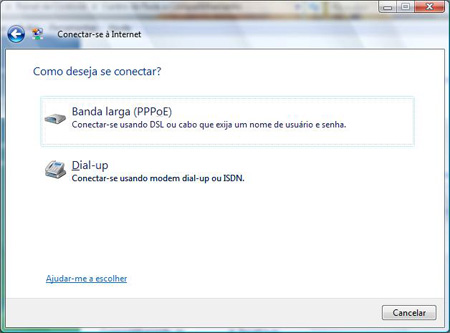 Conectar-se à Internet
Como deseja se conectar?
Banda larga (PPPoE)
Conectar-se usando DSL ou cabo que exija um nome de usuário e senha.
Dial-up
Conectar-se usando modem dial-up ou ISDN.
Ajudar-me a escolher
Cancelar